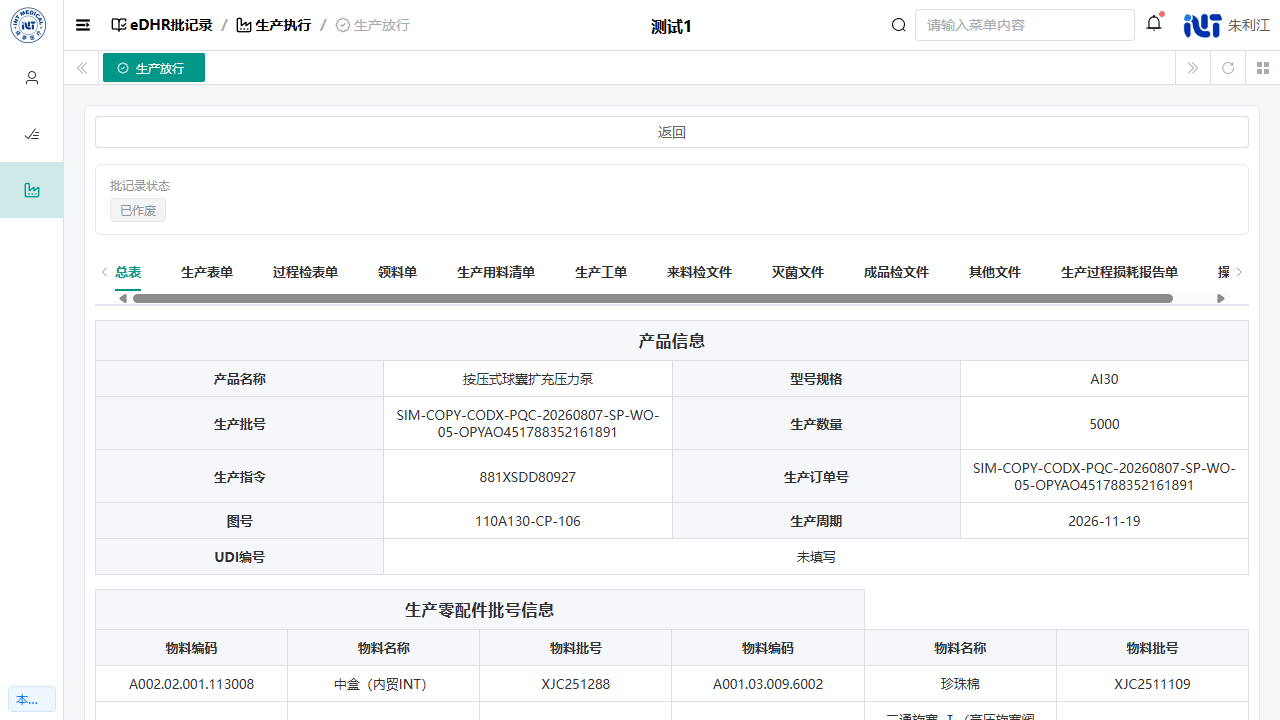 eDHR批记录 / 生产执行 / 生产放行
测试1
请输入菜单内容
朱利江
生产放行
返回
批记录状态
已作废
总表 生产表单 过程检表单 领料单 生产用料清单 生产工单 来料检文件 灭菌文件 成品检文件 其他文件 生产过程损耗报告单 操
产品信息
产品名称 按压式球囊扩充压力泵 型号规格 AI30
生产批号 SIM-COPY-CODX-PQC-20260807-SP-WO-05-OPYAO451788352161891 生产数量 5000
生产指令 881XSDD80927 生产订单号 SIM-COPY-CODX-PQC-20260807-SP-WO-05-OPYAO451788352161891
图号 110A130-CP-106 生产周期 2026-11-19
UDI编号 未填写
生产零配件批号信息
物料编码 物料名称 物料批号 物料编码 物料名称 物料批号
A002.02.001.113008 中盒（内贸INT） XJC251288 A001.03.009.6002 珍珠棉 XJC2511109
本...